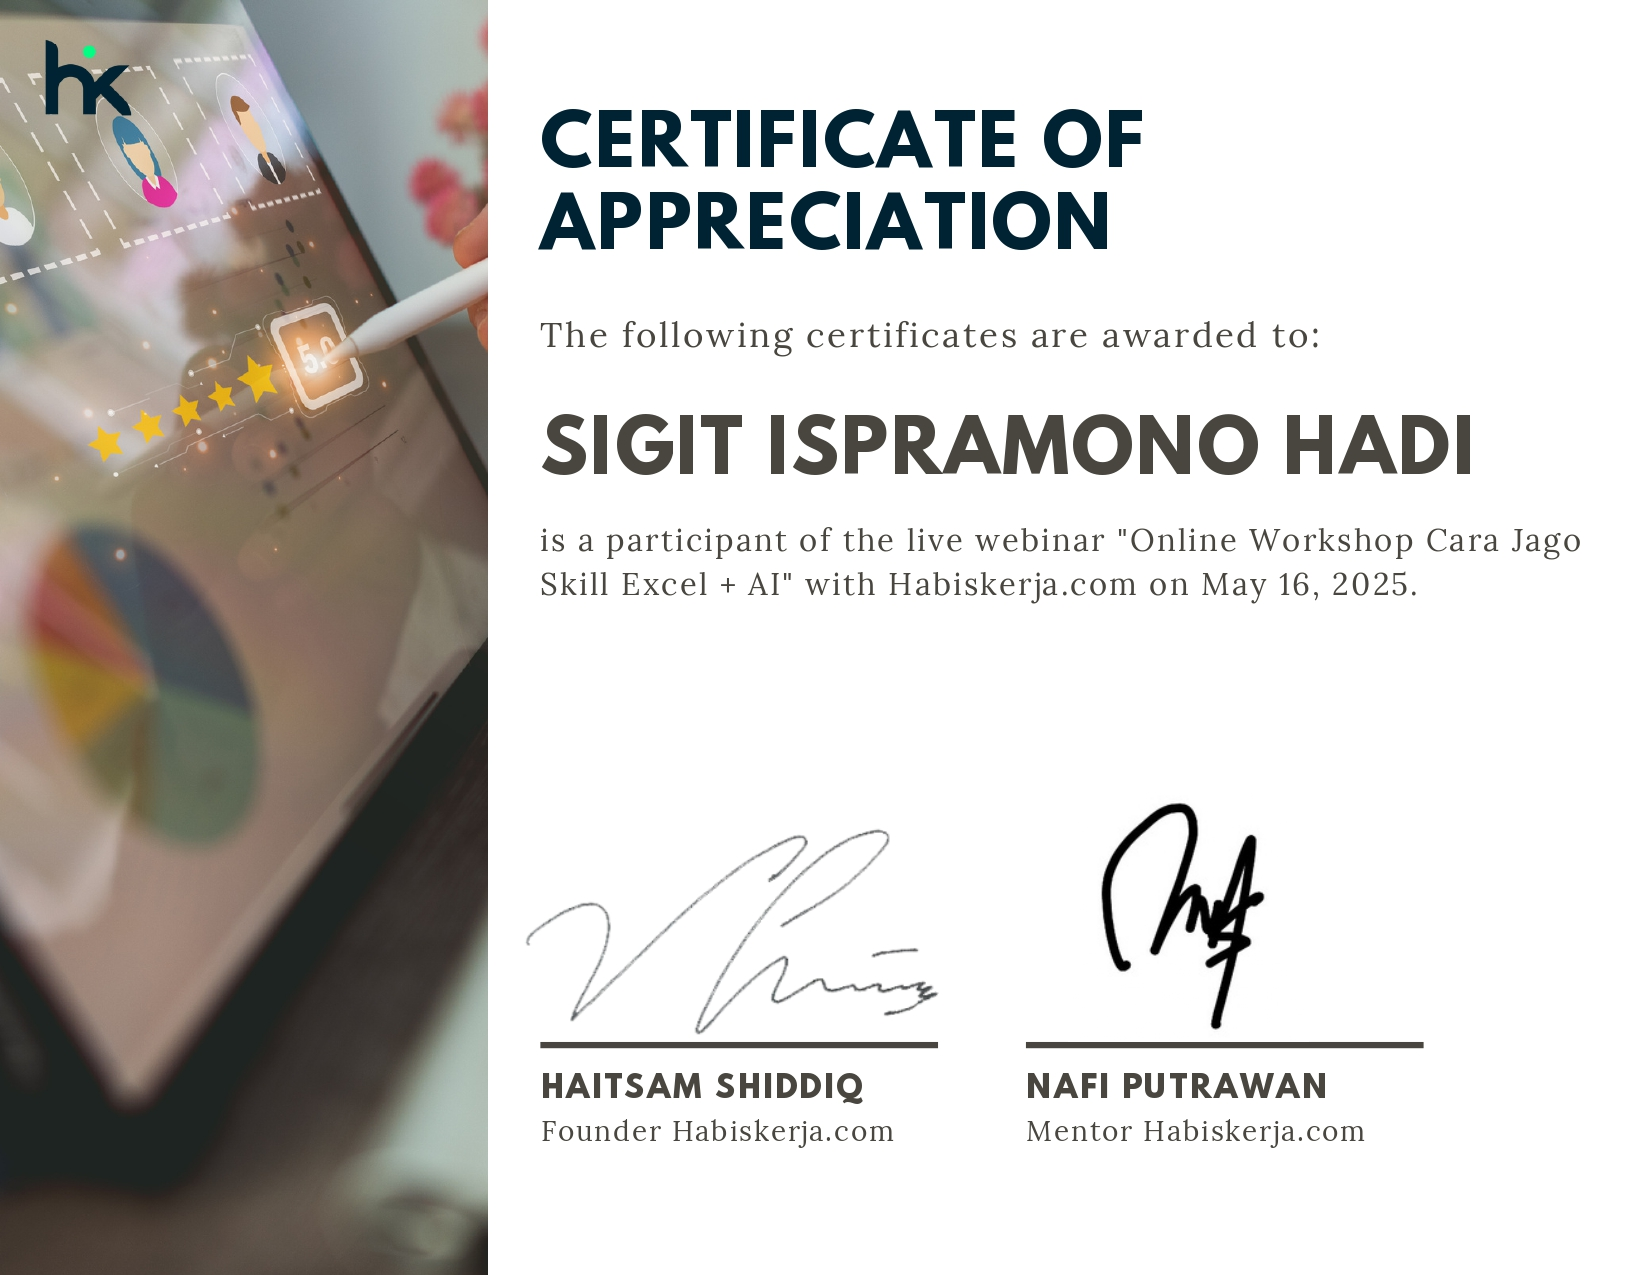 hk
CERTIFICATE OF
APPRECIATION
The following certificates are awarded to:
SIGIT ISPRAMONO HADI
is a participant of the live webinar "Online Workshop Cara Jago
Skill Excel + AI" with Habiskerja.com on May 16, 2025.
5.0
HAITSAM SHIDDIQ
Founder Habiskerja.com
NAFI PUTRAWAN
Mentor Habiskerja.com